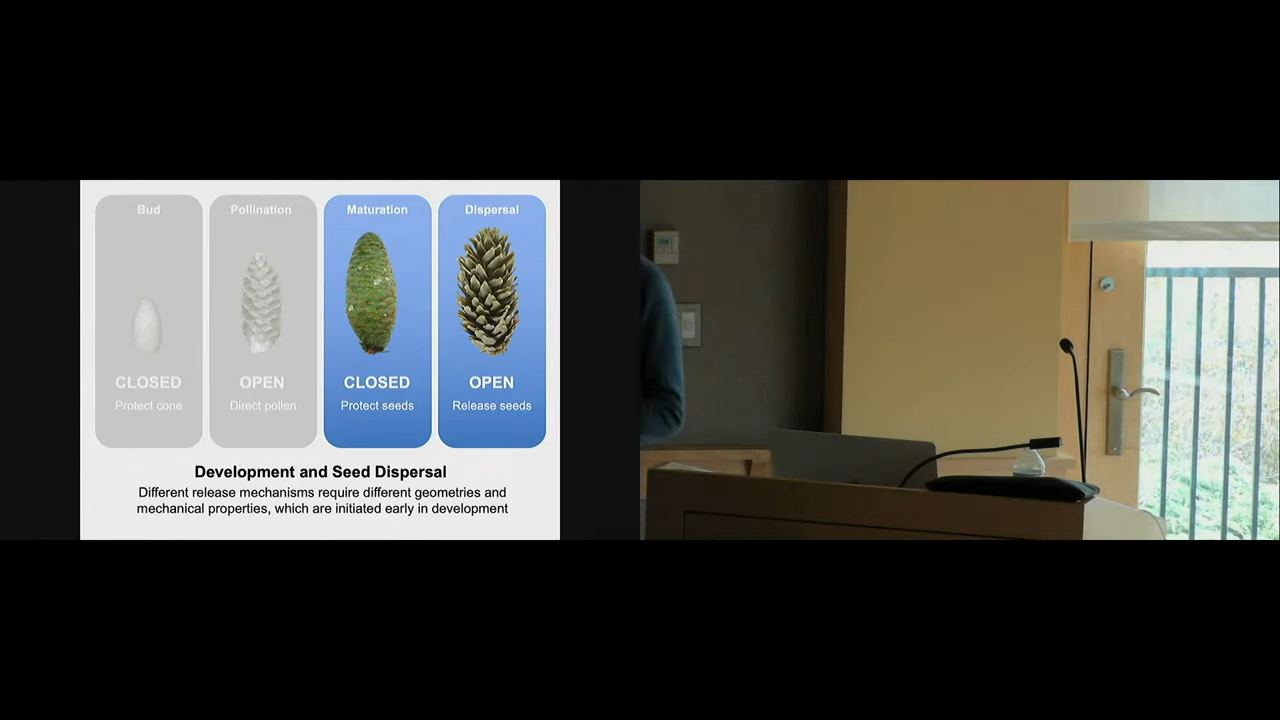 Bud
CLOSED
Protect cone
Pollination
OPEN
Direct pollen
Maturation
CLOSED
Protect seeds
Dispersal
OPEN
Release seeds
Development and Seed Dispersal
Different release mechanisms require different geometries and
mechanical properties, which are initiated early in development